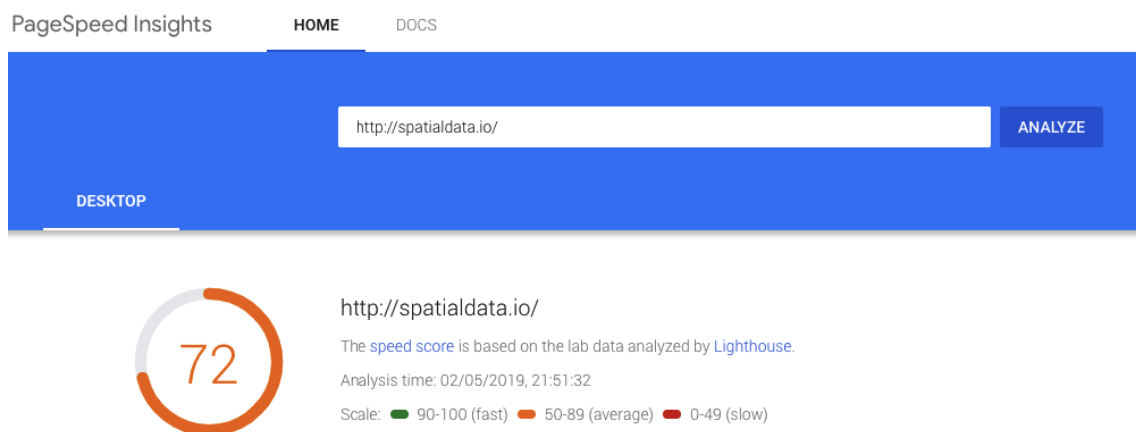 PageSpeed Insights HOME DOCS
http://spatialdata.io/ ANALYZE
DESKTOP
72
http://spatialdata.io/
The speed score is based on the lab data analyzed by Lighthouse.
Analysis time: 02/05/2019, 21:51:32
Scale: 90-100 (fast) 50-89 (average) 0-49 (slow)